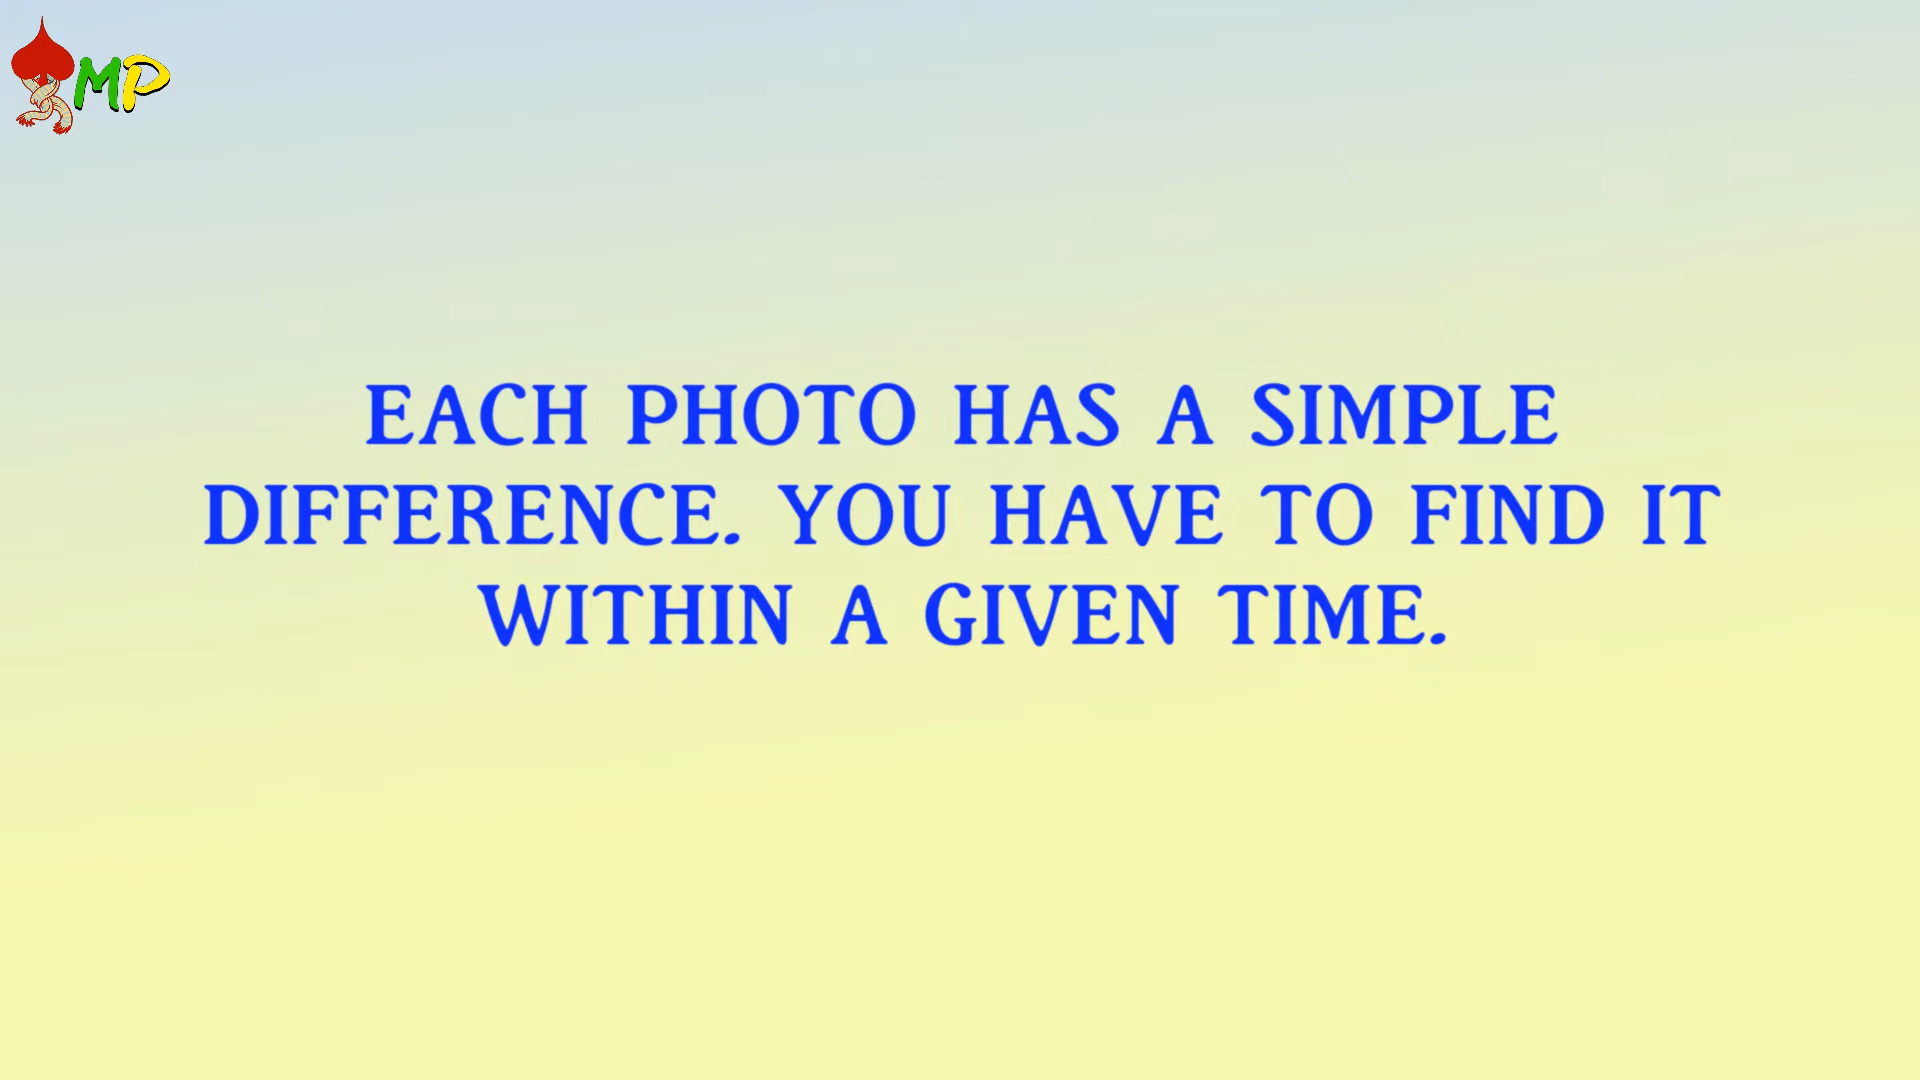 MP
EACH PHOTO HAS A SIMPLE
DIFFERENCE. YOU HAVE TO FIND IT
WITHIN A GIVEN TIME.